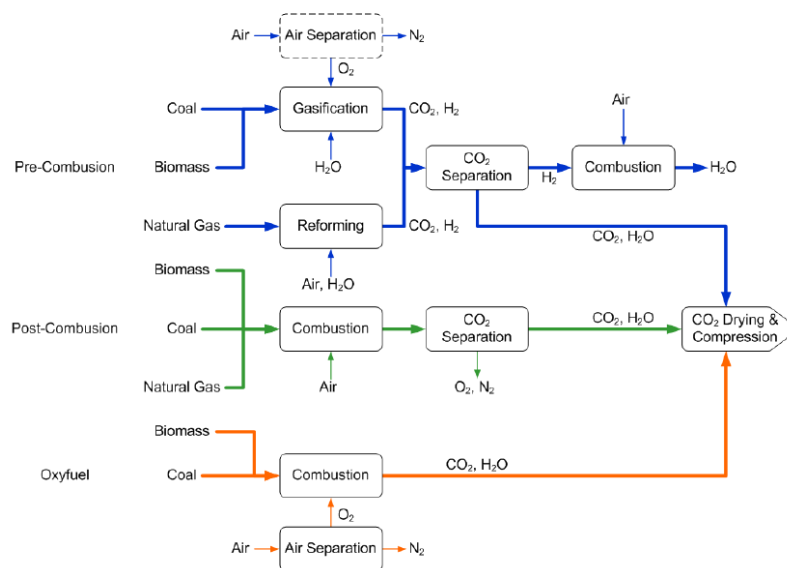 Air
Air Separation
N₂
O₂
Coal
Gasification
CO₂, H₂
Air
Pre-Combusion
Biomass
H₂O
CO₂
Separation
H₂
Combustion
H₂O
Natural Gas
Reforming
CO₂, H₂
CO₂, H₂O
Biomass
Air, H₂O
Post-Combusion
Coal
Combustion
CO₂
Separation
CO₂, H₂O
CO₂ Drying &
Compression
Natural Gas
Air
O₂, N₂
Biomass
Oxyfuel
Coal
Combustion
CO₂, H₂O
O₂
Air
Air Separation
N₂